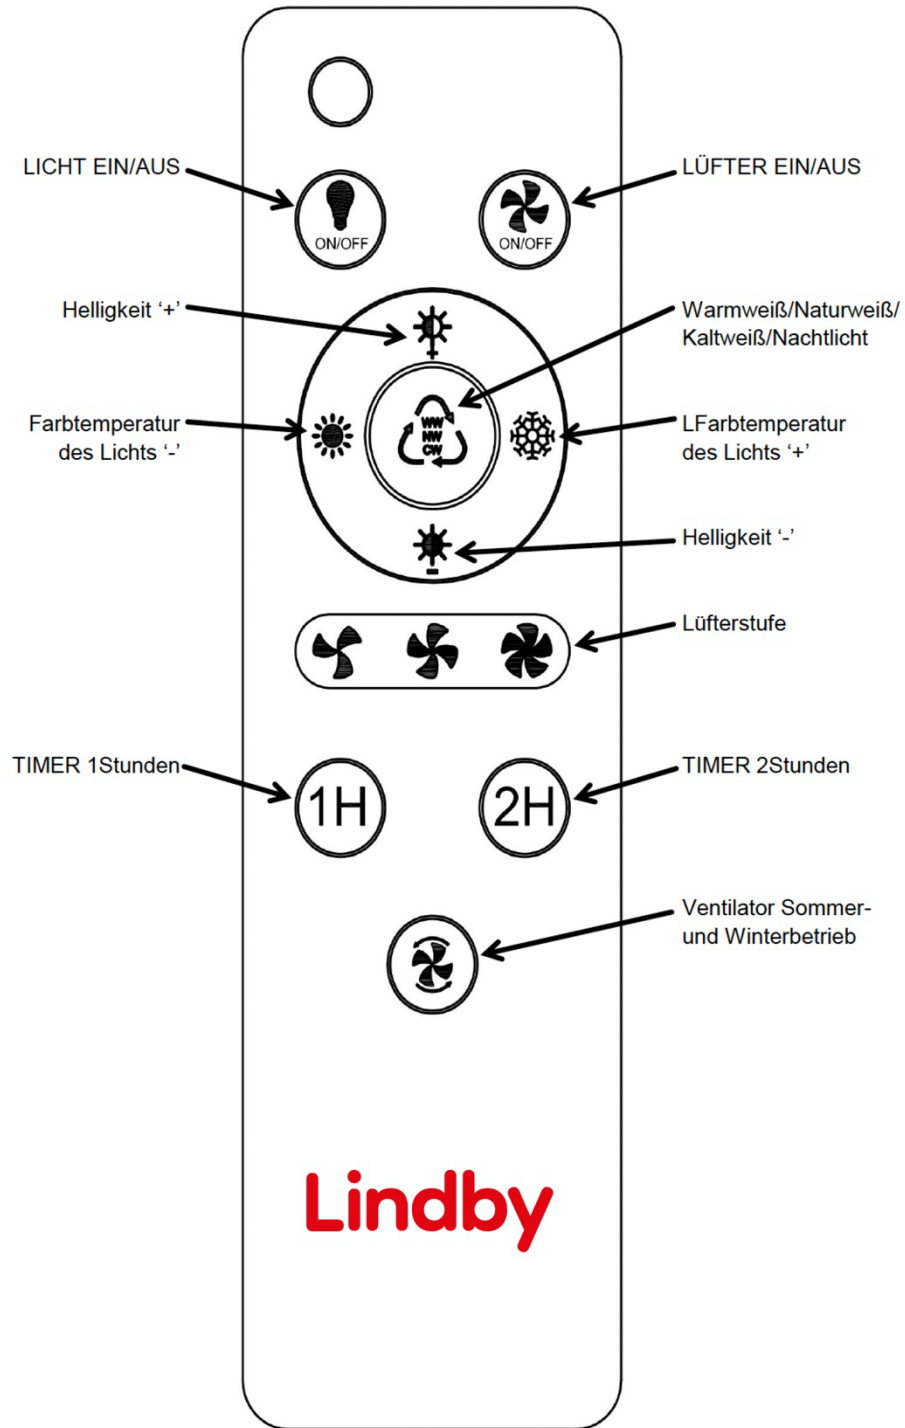 LICHT EIN/AUS
LÜFTER EIN/AUS
ON/OFF
ON/OFF
Helligkeit ‘+’
Warmweiß/Naturweiß/
Kaltweiß/Nachtlicht
WW
NW
CW
Farbtemperatur
des Lichts ‘-’
LFarbtemperatur
des Lichts ‘+’
Helligkeit ‘-’
Lüfterstufe
TIMER 1Stunden
1H
2H
TIMER 2Stunden
Ventilator Sommer-
und Winterbetrieb
Lindby